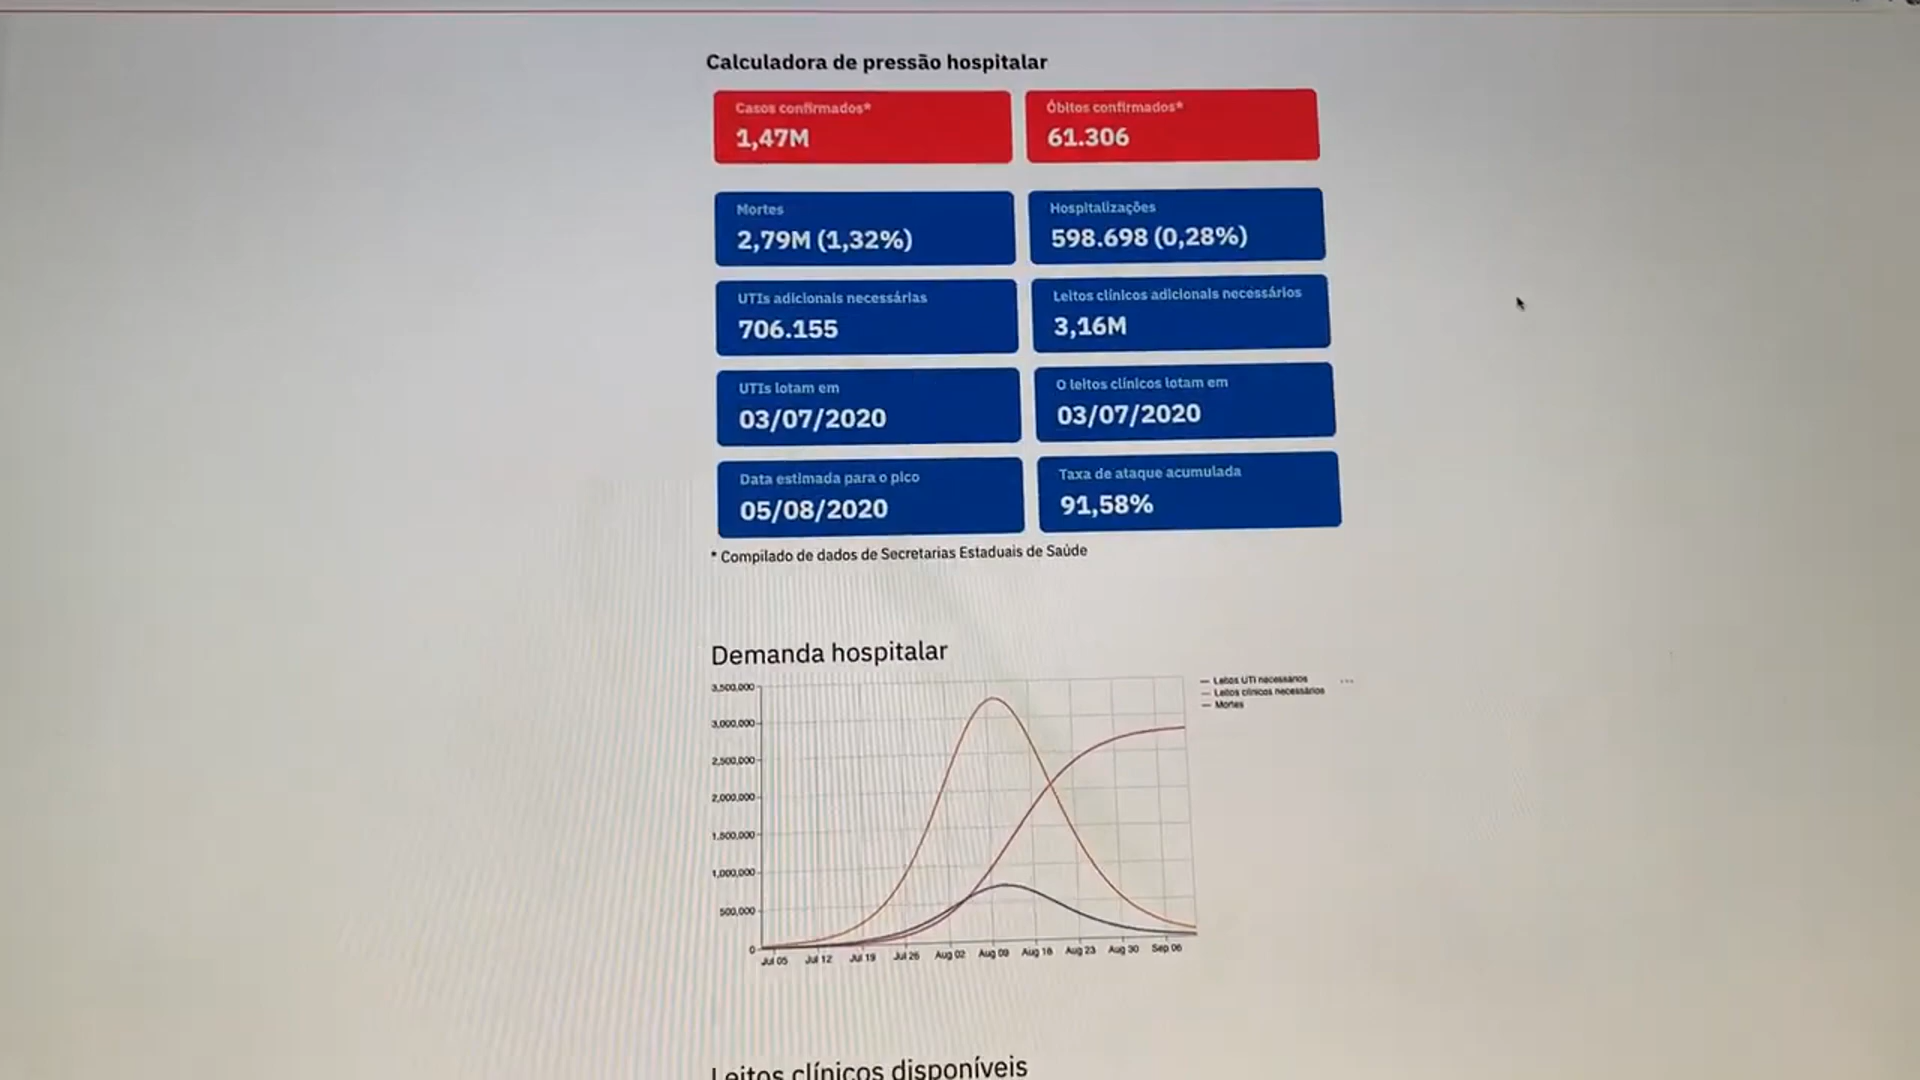 Calculadora de pressão hospitalar
Casos confirmados*
1,47M
Óbitos confirmados*
61.306
Mortes
2,79M (1,32%)
Hospitalizações
598.698 (0,28%)
UTIs adicionais necessárias
706.155
Leitos clínicos adicionais necessários
3,16M
UTIs lotam em
03/07/2020
O leitos clínicos lotam em
03/07/2020
Data estimada para o pico
05/08/2020
Taxa de ataque acumulada
91,58%
* Compilado de dados de Secretarias Estaduais de Saúde
Demanda hospitalar
3,500,000
3,000,000
2,500,000
2,000,000
1,500,000
1,000,000
500,000
0
Jul 05 Jul 12 Jul 19 Jul 26 Aug 02 Aug 09 Aug 16 Aug 23 Aug 30 Sep 06
Leitos UTI necessários
Leitos clínicos necessários
Mortes
Leitos clínicos disponíveis